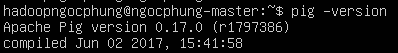 hadoopngocphung@ngocphung-master:~$ pig -version
Apache Pig version 0.17.0 (r1797386)
compiled Jun 02 2017, 15:41:58